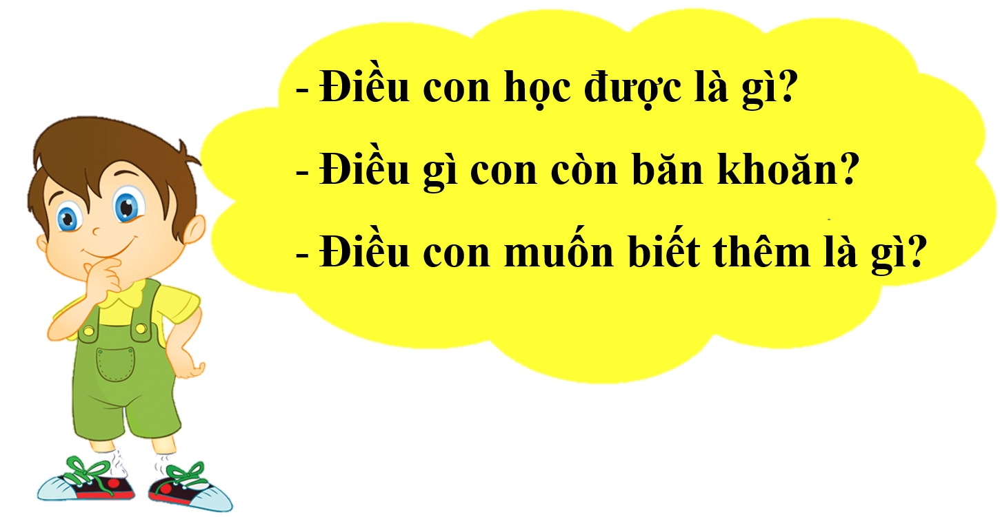 - Điều con học được là gì?
- Điều gì con còn băn khoăn?
- Điều con muốn biết thêm là gì?